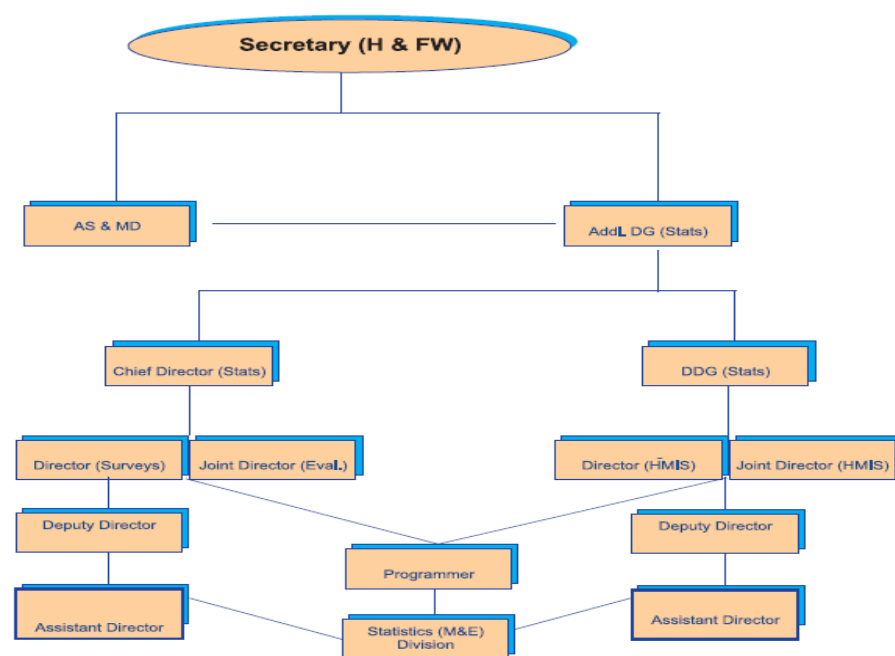 Secretary (H & FW)
AS & MD
Addl. DG (Stats)
Chief Director (Stats)
DDG (Stats)
Director (Surveys)
Joint Director (Eval.)
Director (HMIS)
Joint Director (HMIS)
Deputy Director
Deputy Director
Programmer
Assistant Director
Statistics (M&E)
Division
Assistant Director